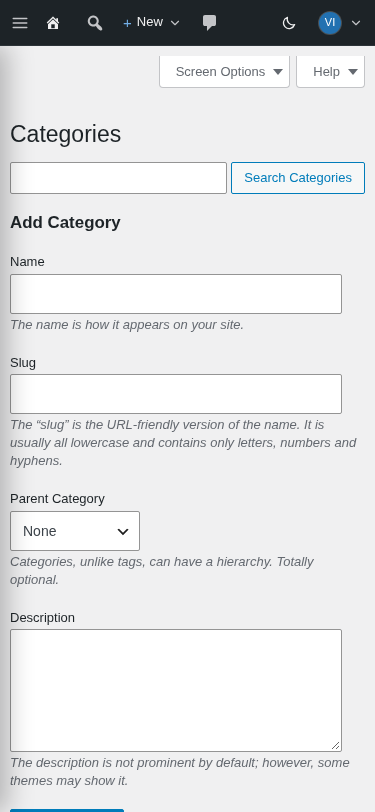 + New
VI
Screen Options
Help
Categories
Search Categories
Add Category
Name
The name is how it appears on your site.
Slug
The “slug” is the URL-friendly version of the name. It is
usually all lowercase and contains only letters, numbers and
hyphens.
Parent Category
None
Categories, unlike tags, can have a hierarchy. Totally
optional.
Description
The description is not prominent by default; however, some
themes may show it.